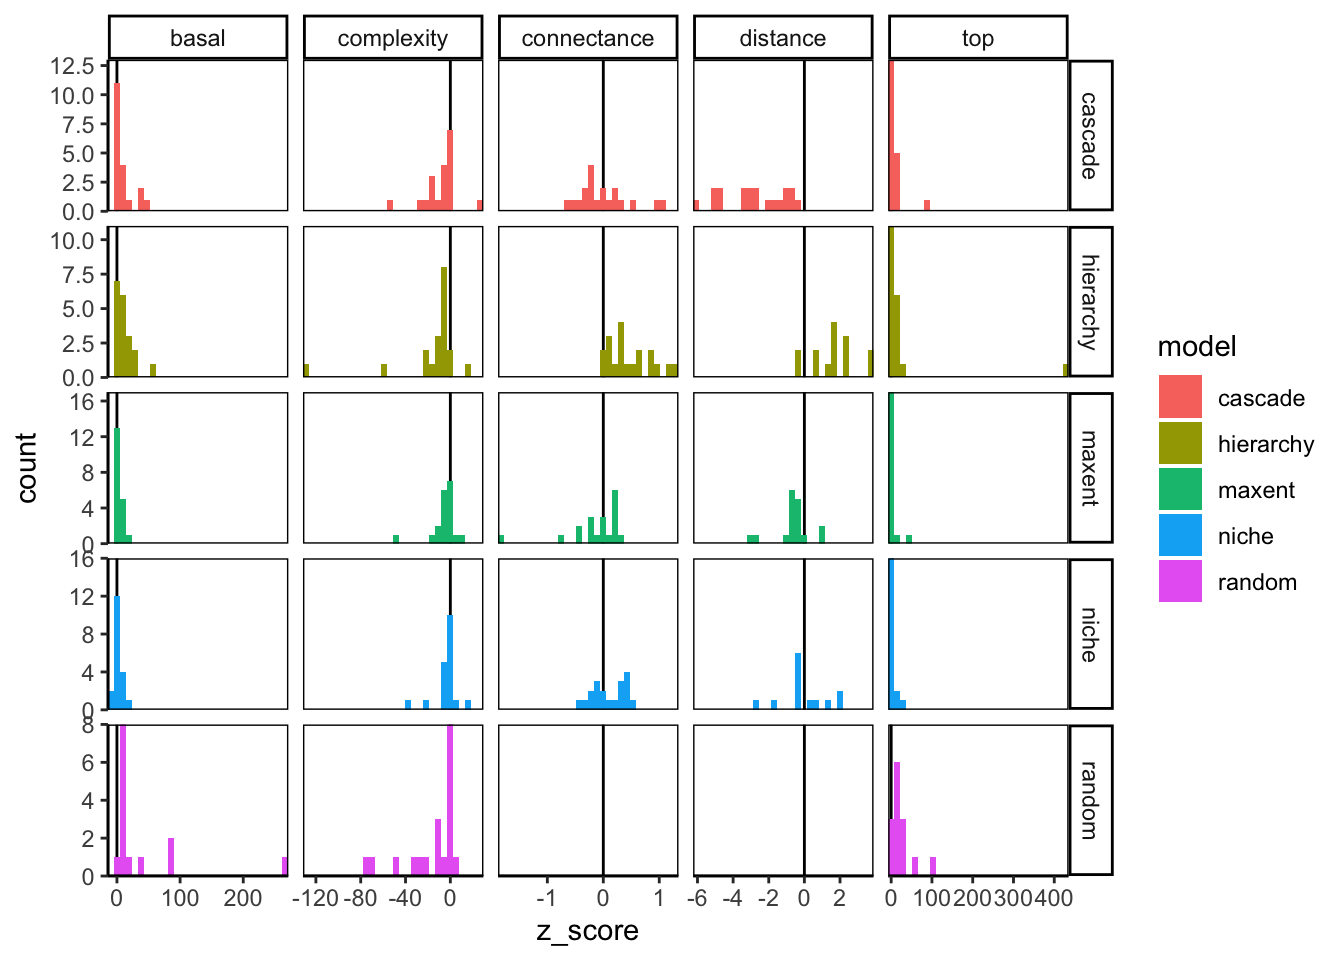 basal complexity connectance distance top
12.5
10.0
7.5
5.0
2.5
0.0
cascade
10.0
7.5
5.0
2.5
0.0
hierarchy
16
12
8
4
0
maxent
16
12
8
4
0
niche
8
6
4
2
0
random
0 100 200 -120 -80 -40 0 -1 0 1 -6 -4 -2 0 2 0 100 200 300 400
z_score
count
model
cascade
hierarchy
maxent
niche
random